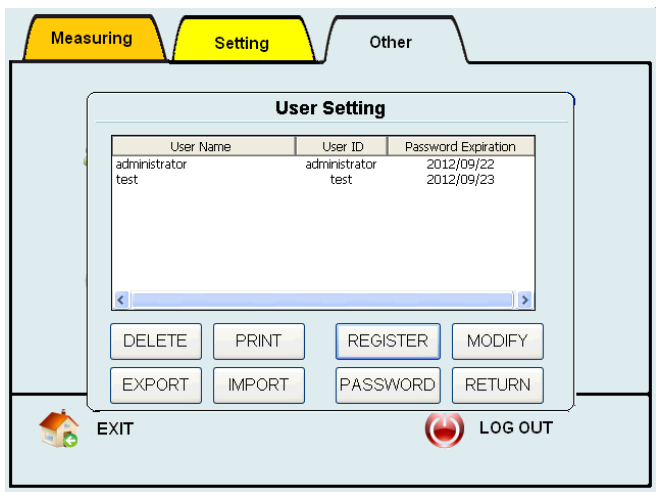 Measuring Setting Other
User Setting
User Name User ID Password Expiration
administrator administrator 2012/09/22
test test 2012/09/23
DELETE PRINT REGISTER MODIFY
EXPORT IMPORT PASSWORD RETURN
EXIT LOG OUT